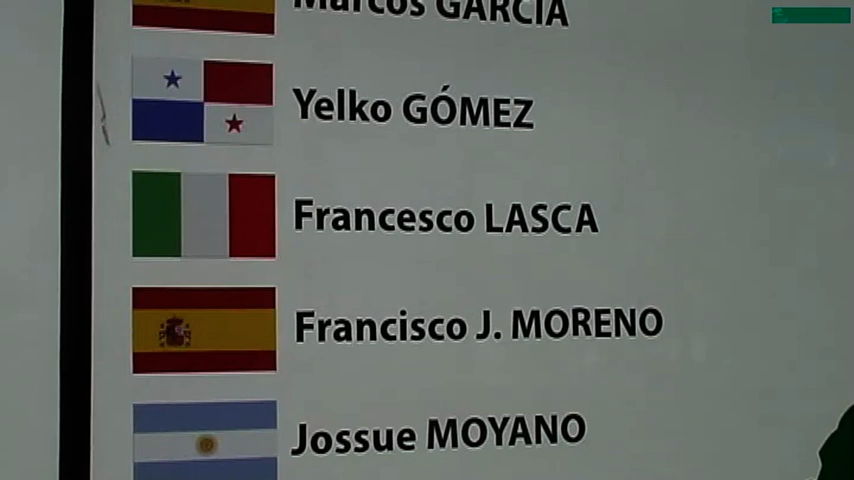 Marcos GARCÍA
Yelko GÓMEZ
Francesco LASCA
Francisco J. MORENO
Jossue MOYANO